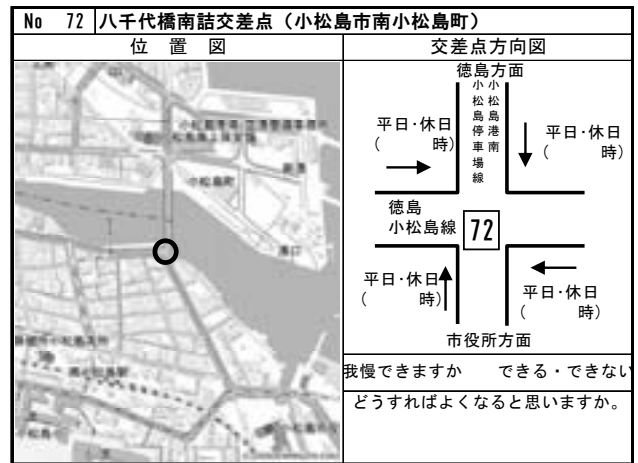 No 72 八千代橋南詰交差点（小松島市南小松島町）
位置図
交差点方向図
小松島町
南小松島駅
徳島方面
小松島停車場線
小松島港南
平日・休日
（ 時）
平日・休日
（ 時）
徳島
小松島線
72
平日・休日
（ 時）
平日・休日
（ 時）
市役所方面
我慢できますか できる・できない
どうすればよくなると思いますか。